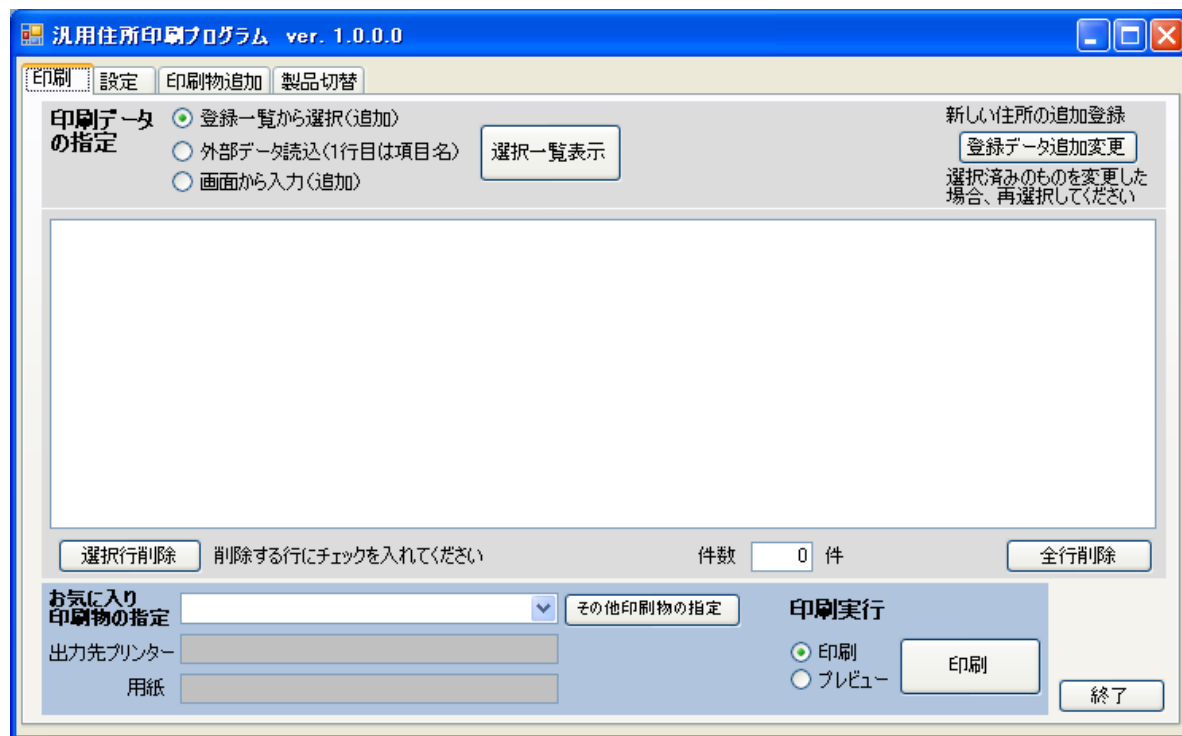 汎用住所印刷プログラム ver. 1.0.0.0
印刷 設定 印刷物追加 製品切替
印刷データ
の指定
登録一覧から選択(追加)
外部データ読込(1行目は項目名)
画面から入力(追加)
選択一覧表示
新しい住所の追加登録
登録データ追加変更
選択済みのものを変更した
場合、再選択してください
選択行削除 削除する行にチェックを入れてください 件数 0 件 全行削除
お気に入り
印刷物の指定
その他印刷物の指定
出力先プリンター
用紙
印刷実行
印刷
プレビュー
印刷
終了